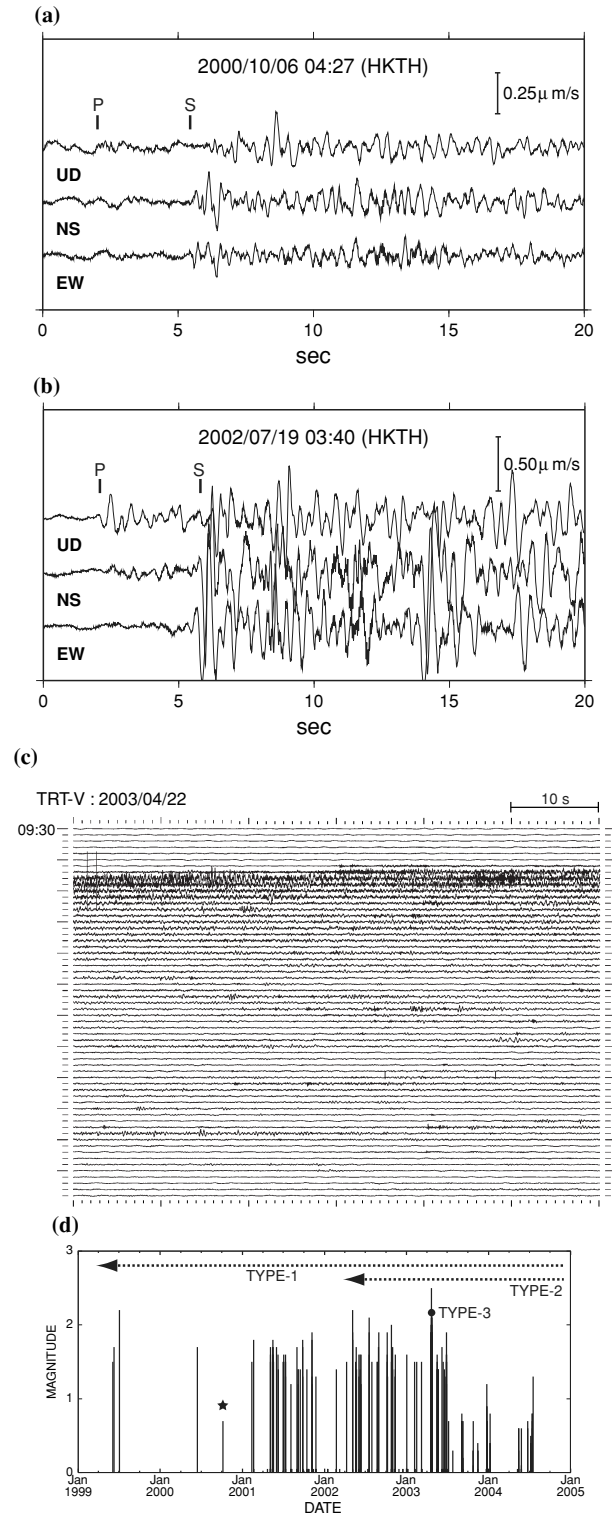 (a)
2000/10/06 04:27 (HKTH)
0.25μ m/s
P S
UD
NS
EW
0 5 10 15 20
sec
(b)
2002/07/19 03:40 (HKTH)
0.50μ m/s
P S
UD
NS
EW
0 5 10 15 20
sec
(c)
TRT-V : 2003/04/22
10 s
09:30
(d)
3
TYPE-1
TYPE-2
TYPE-3
2
MAGNITUDE
1
0
Jan Jan Jan Jan Jan Jan Jan
1999 2000 2001 2002 2003 2004 2005
DATE